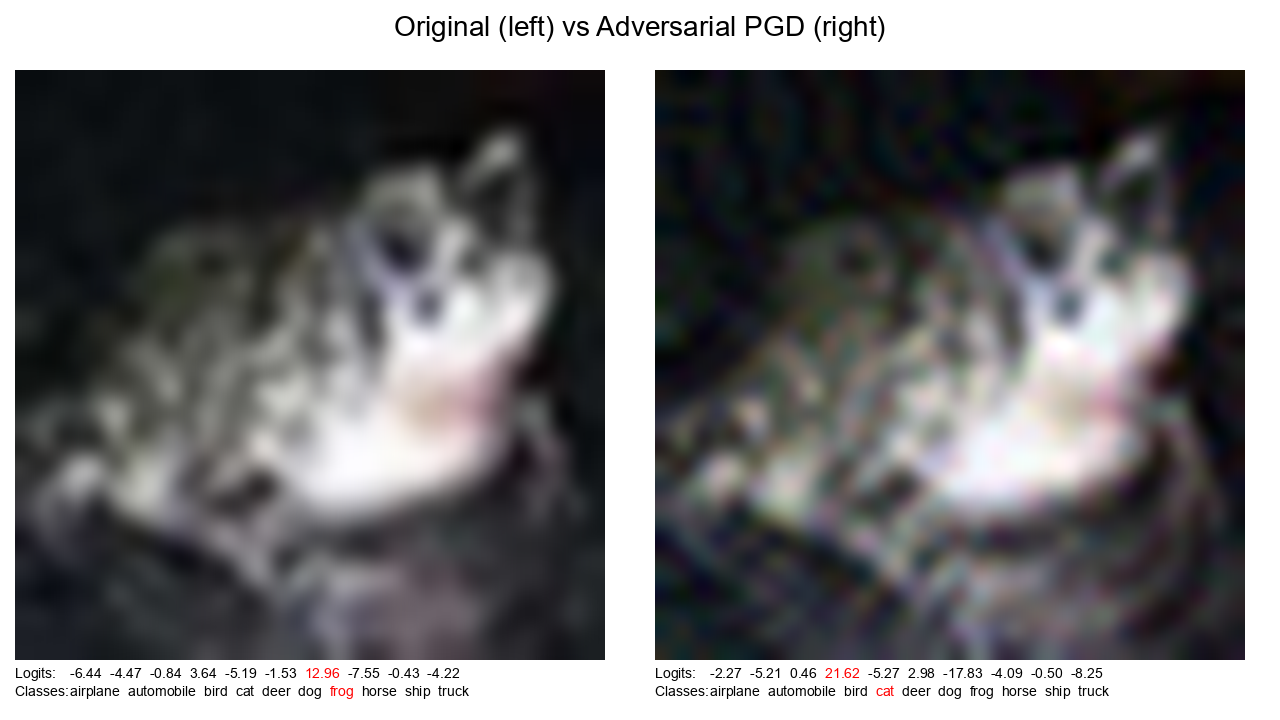 Original (left) vs Adversarial PGD (right)
Logits: -6.44 -4.47 -0.84 3.64 -5.19 -1.53 12.96 -7.55 -0.43 -4.22
Classes: airplane automobile bird cat deer dog frog horse ship truck
Logits: -2.27 -5.21 0.46 21.62 -5.27 2.98 -17.83 -4.09 -0.50 -8.25
Classes: airplane automobile bird cat deer dog frog horse ship truck